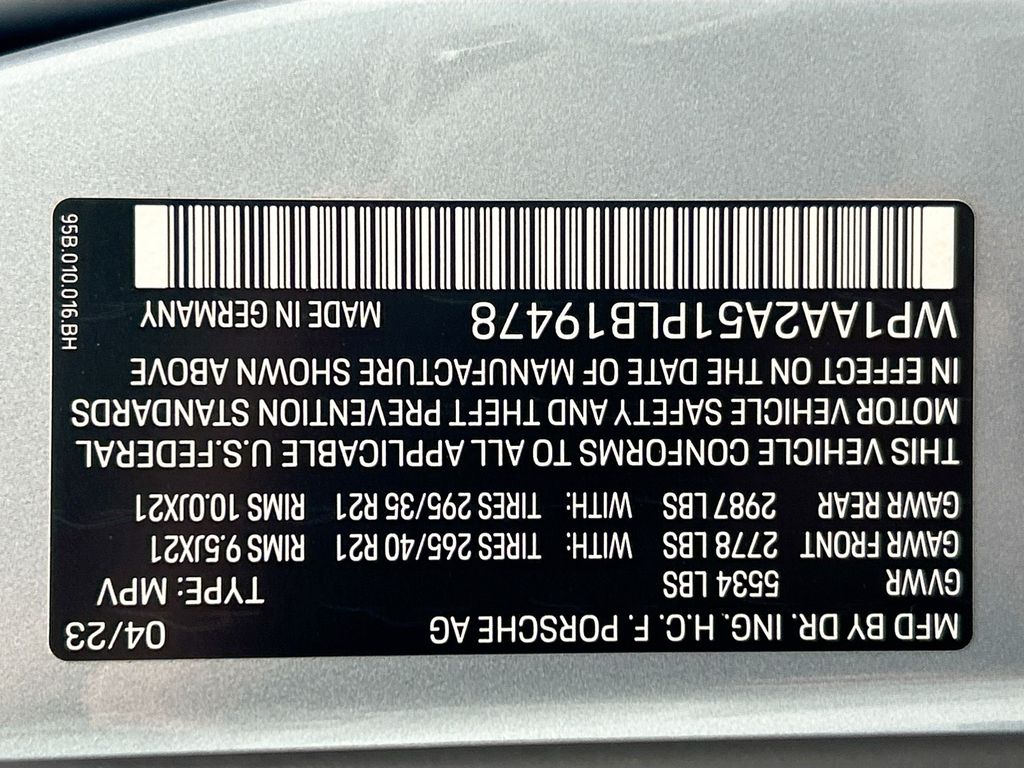 MFD BY DR. ING. H.C. F. PORSCHE AG 04/23
GVWR 5534 LBS TYPE: MPV
GAWR FRONT 2778 LBS WITH: TIRES 265/40 R21 RIMS 9.5JX21
GAWR REAR 2987 LBS WITH: TIRES 295/35 R21 RIMS 10.0JX21
THIS VEHICLE CONFORMS TO ALL APPLICABLE U.S.FEDERAL
MOTOR VEHICLE SAFETY AND THEFT PREVENTION STANDARDS
IN EFFECT ON THE DATE OF MANUFACTURE SHOWN ABOVE
WP1AA2A51PLB19478 MADE IN GERMANY
95B.010.016.BH